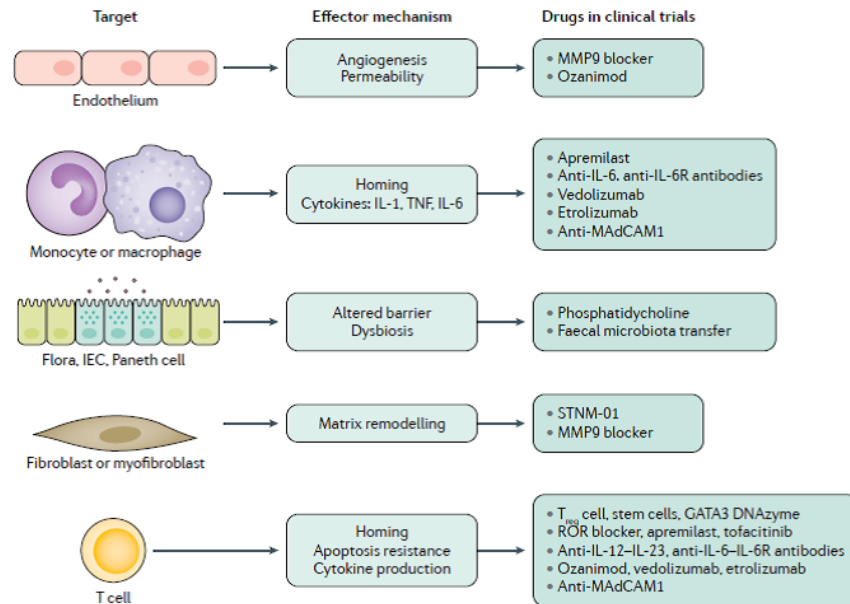 Target Effector mechanism Drugs in clinical trials
Endothelium
Angiogenesis
Permeability
• MMP9 blocker
• Ozanimod
Monocyte or macrophage
Homing
Cytokines: IL-1, TNF, IL-6
• Apremilast
• Anti-IL-6, anti-IL-6R antibodies
• Vedolizumab
• Etrolizumab
• Anti-MAdCAM1
Flora, IEC, Paneth cell
Altered barrier
Dysbiosis
• Phosphatidycholine
• Faecal microbiota transfer
Fibroblast or myofibroblast
Matrix remodelling
• STNM-01
• MMP9 blocker
T cell
Homing
Apoptosis resistance
Cytokine production
• Treg cell, stem cells, GATA3 DNAzyme
• ROR blocker, apremilast, tofacitinib
• Anti-IL-12–IL-23, anti-IL-6–IL-6R antibodies
• Ozanimod, vedolizumab, etrolizumab
• Anti-MAdCAM1